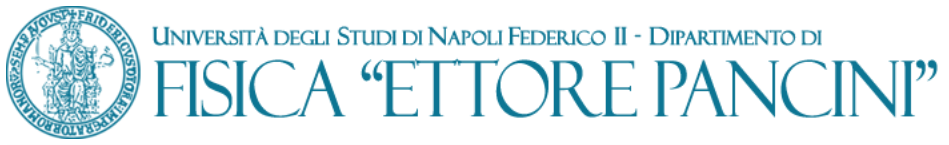 UNIVERSITÀ DEGLI STUDI DI NAPOLI FEDERICO II - DIPARTIMENTO DI
FISICA “ETTORE PANCINI”